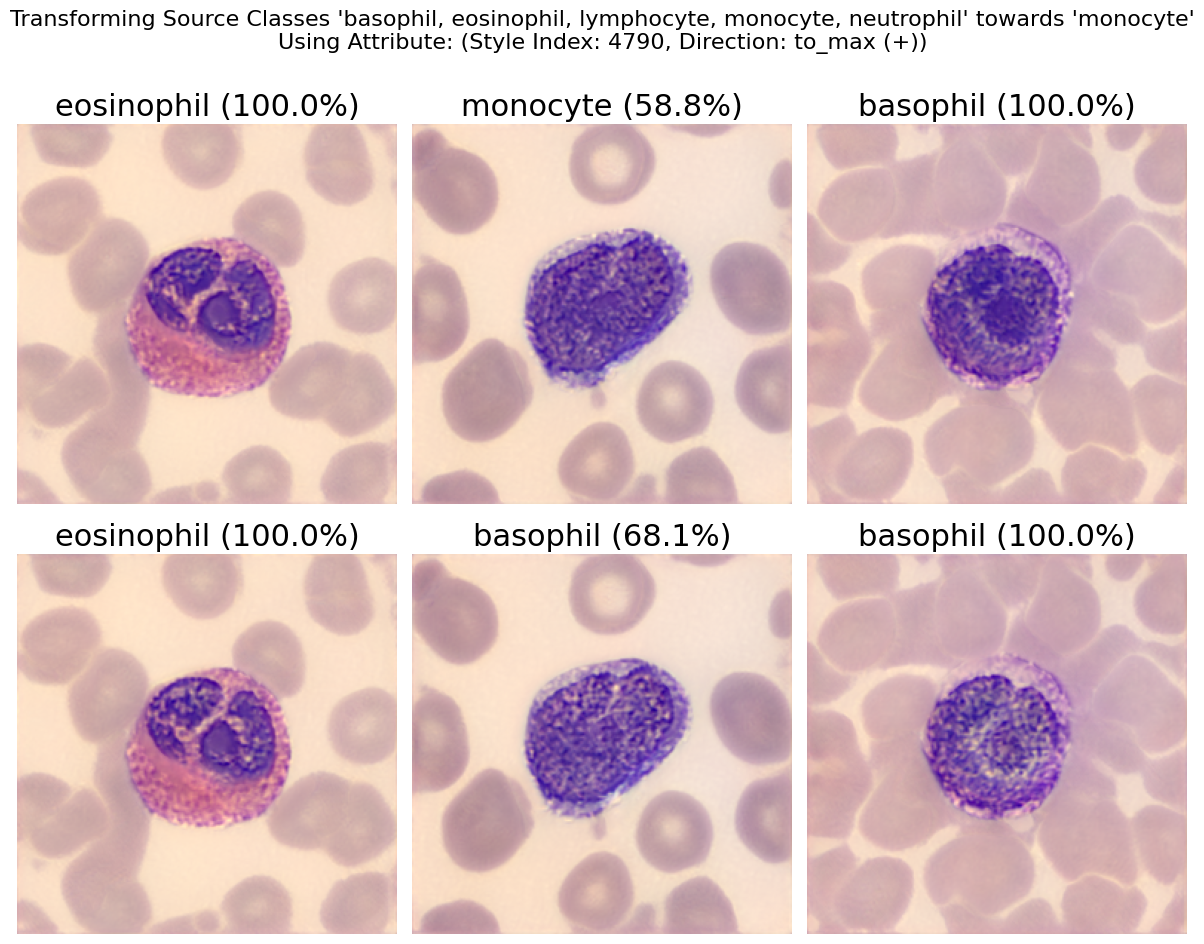 Transforming Source Classes 'basophil, eosinophil, lymphocyte, monocyte, neutrophil' towards 'monocyte'
Using Attribute: (Style Index: 4790, Direction: to_max (+))
eosinophil (100.0%)
monocyte (58.8%)
basophil (100.0%)
eosinophil (100.0%)
basophil (68.1%)
basophil (100.0%)